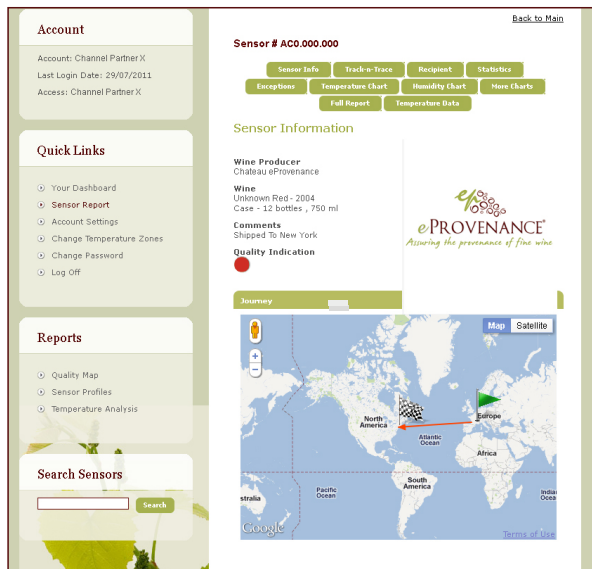 Account
Account: Channel Partner X
Last Login Date: 29/07/2011
Access: Channel Partner X
Quick Links
Your Dashboard
Sensor Report
Account Settings
Change Temperature Zones
Change Password
Log Off
Reports
Quality Map
Sensor Profiles
Temperature Analysis
Search Sensors
Search
Back to Main
Sensor # AC0.000.000
Sensor Info Track-n-Trace Recipient Statistics
Exceptions Temperature Chart Humidity Chart More Charts
Full Report Temperature Data
Sensor Information
Wine Producer
Chateau eProvenance
Wine
Unknown Red - 2004
Case - 12 bottles , 750 ml
Comments
Shipped To New York
Quality Indication
ep
ePROVENANCE®
Assuring the provenance of fine wine
Journey
Map Satellite
+
−
North
America
Europe
Atlantic
Ocean
Africa
South
America
Pacific
Ocean
stralia
Indian
Ocea
Google
Terms of Use